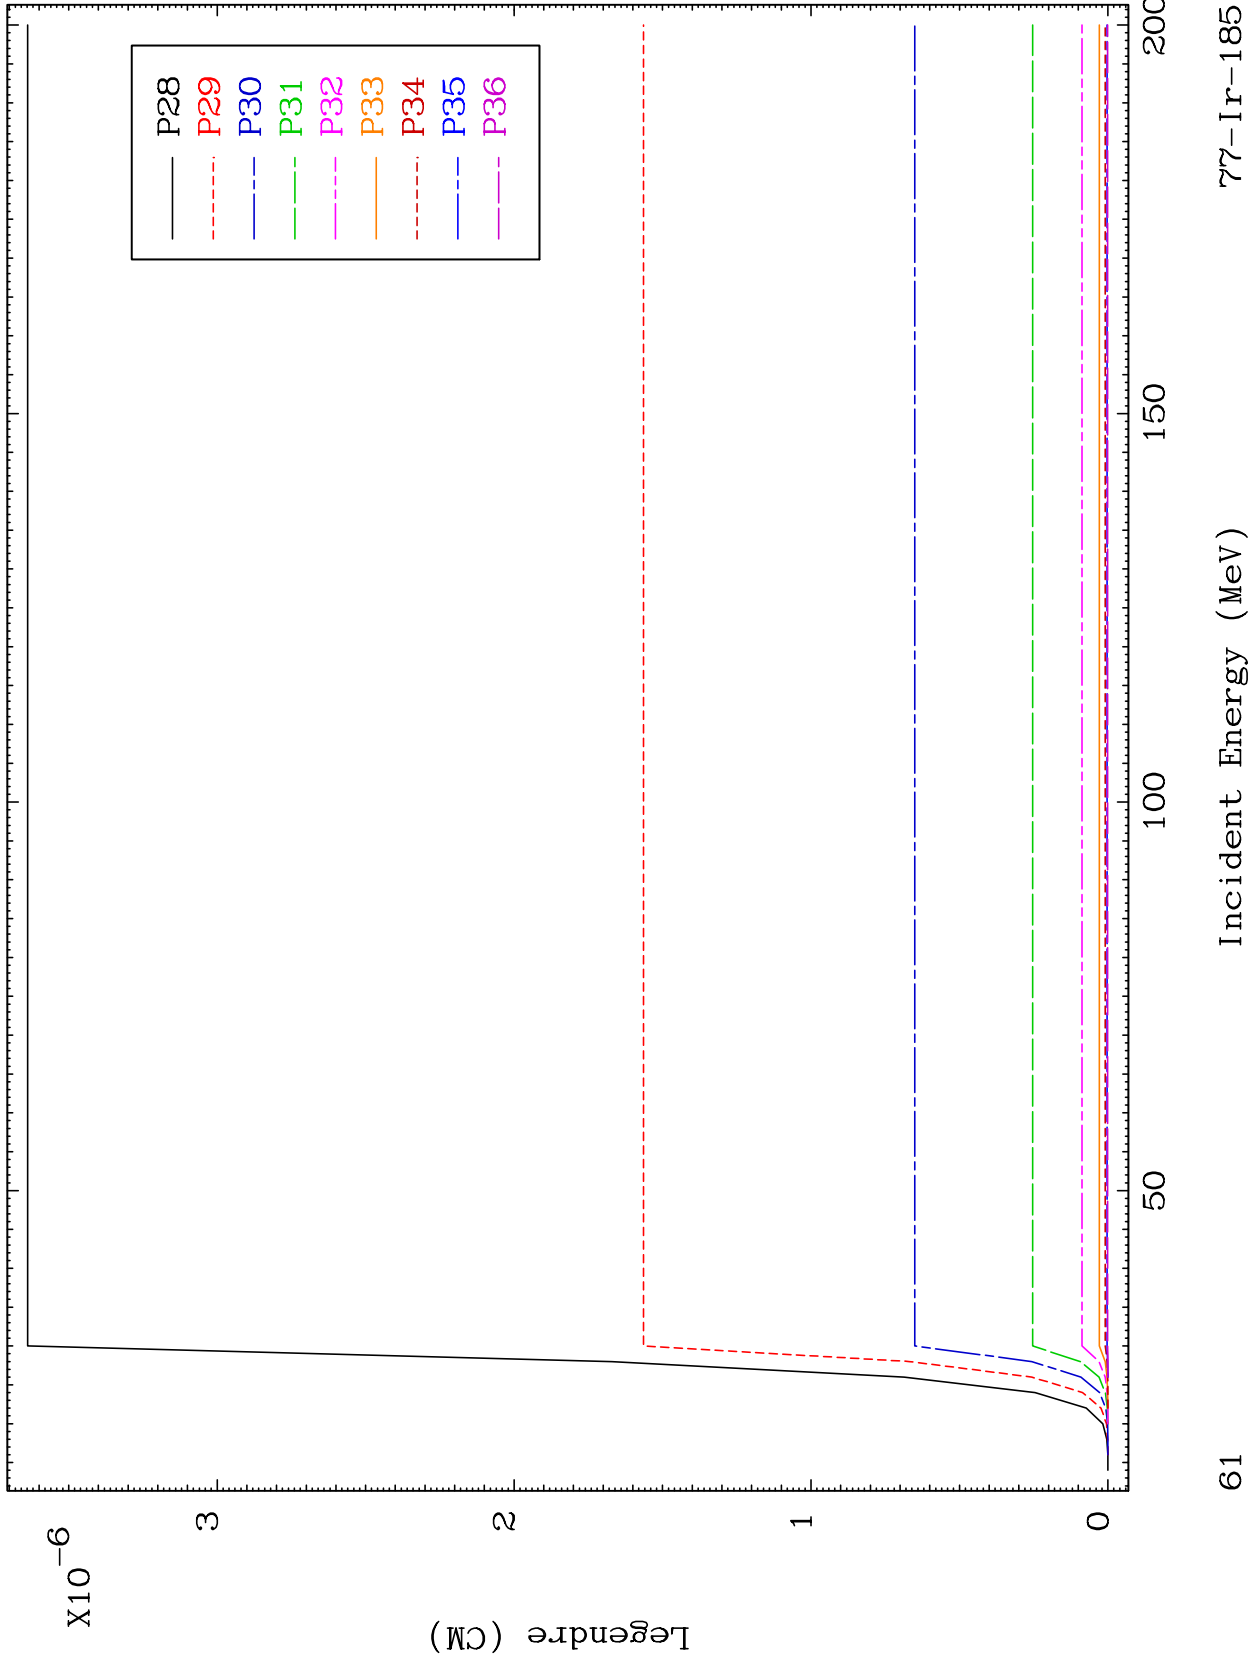 X10-6
Legendre (CM)
3
2
1
0
P28
P29
P30
P31
P32
P33
P34
P35
P36
50
100
150
200
Incident Energy (MeV)
61
77-Ir-185